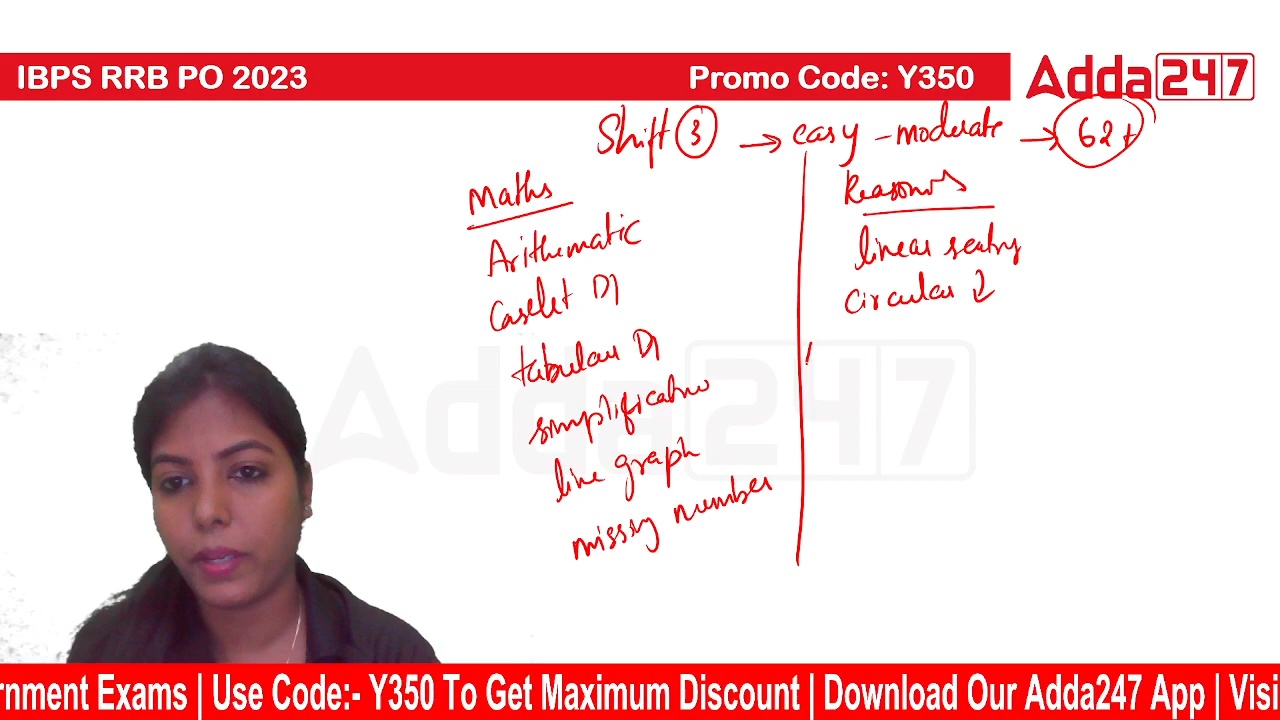 IBPS RRB PO 2023
Promo Code: Y350
Adda247
Shift 3 → easy - moderate → 62+
Maths
Arithematic
Caselet DI
tabular DI
simplification
line graph
missing number
Reasoning
linear seating
Circular
Adda247
rnment Exams | Use Code:- Y350 To Get Maximum Discount | Download Our Adda247 App | Visi